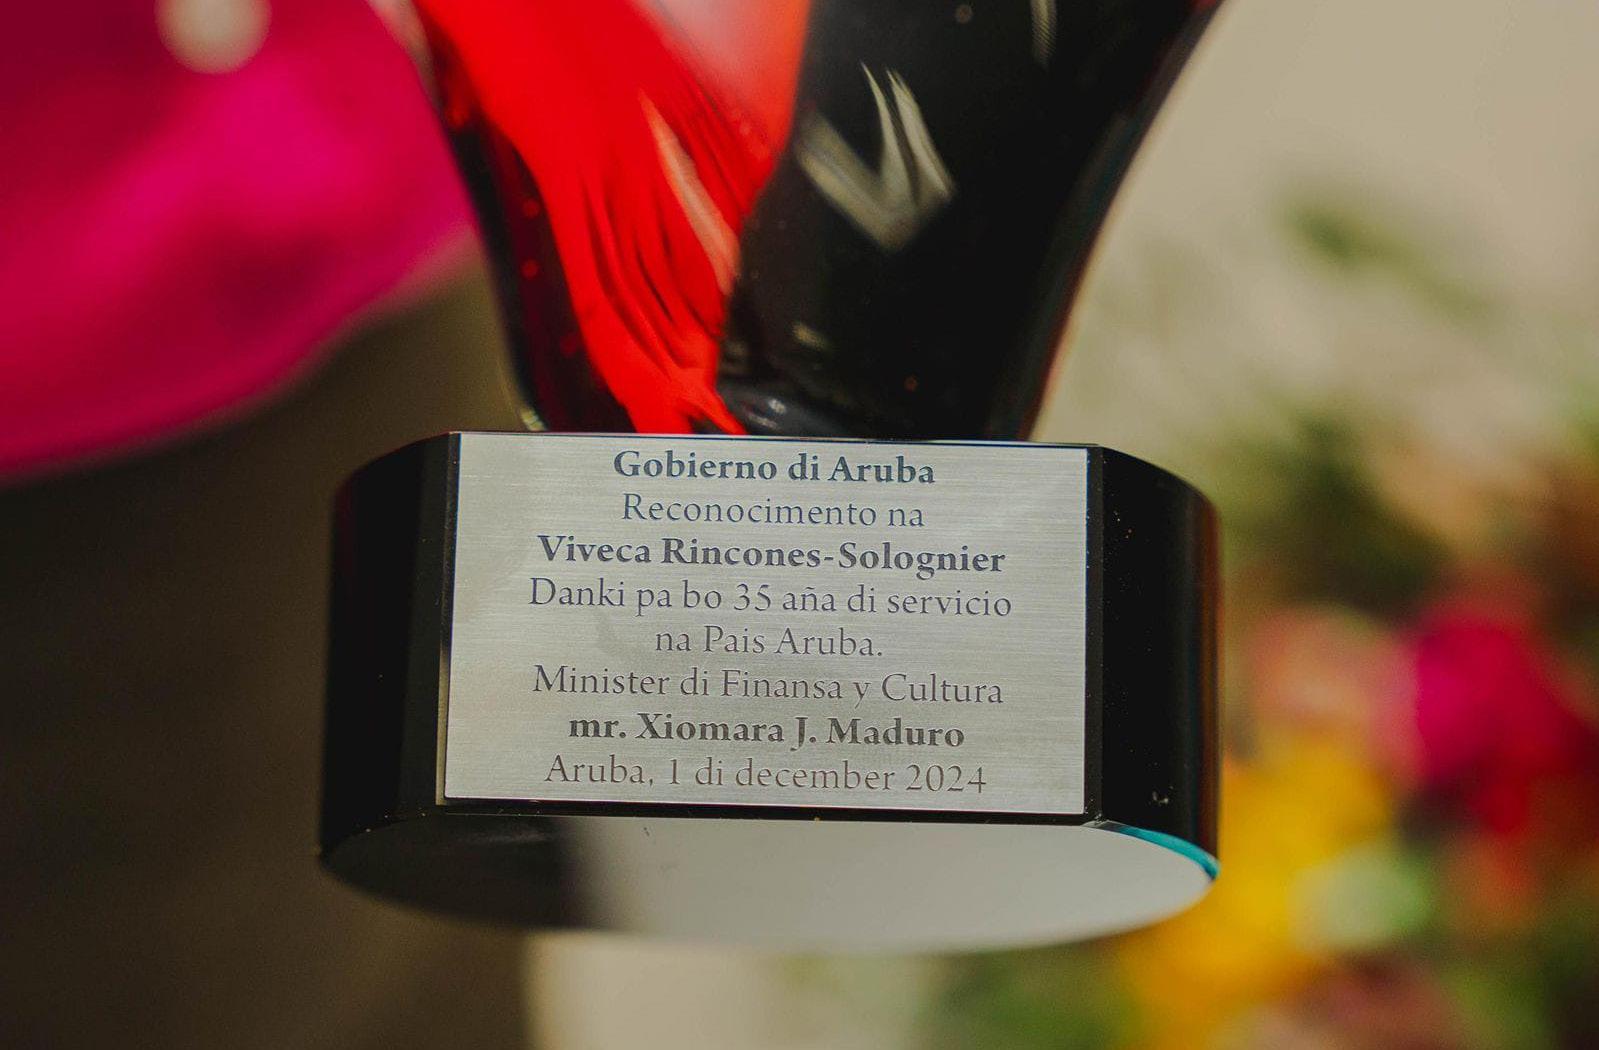 Gobierno di Aruba
Reconocimento na
Viveca Rincones-Solognier
Danki pa bo 35 aña di servicio
na Pais Aruba.
Minister di Finansa y Cultura
mr. Xiomara J. Maduro
Aruba, 1 di december 2024